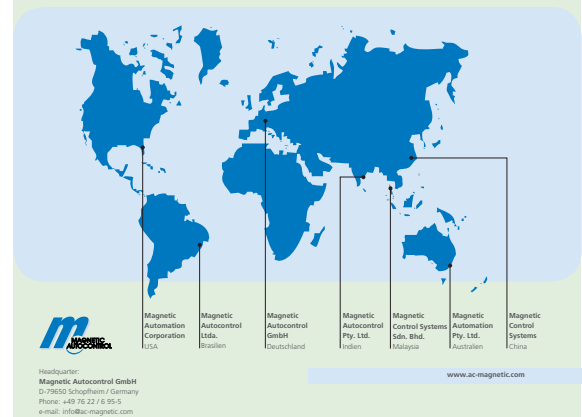 MAGNETIC
AUTOCONTROL
Magnetic
Automation
Corporation
USA
Magnetic
Autocontrol
Ltda.
Brasilien
Magnetic
Autocontrol
GmbH
Deutschland
Magnetic
Autocontrol
Pty. Ltd.
Indien
Magnetic
Control Systems
Sdn. Bhd.
Malaysia
Magnetic
Automation
Pty. Ltd.
Australien
Magnetic
Control
Systems
China
Headquarter:
Magnetic Autocontrol GmbH
D-79650 Schopfheim / Germany
Phone: +49 76 22 / 6 95-5
e-mail: info@ac-magnetic.com
www.ac-magnetic.com